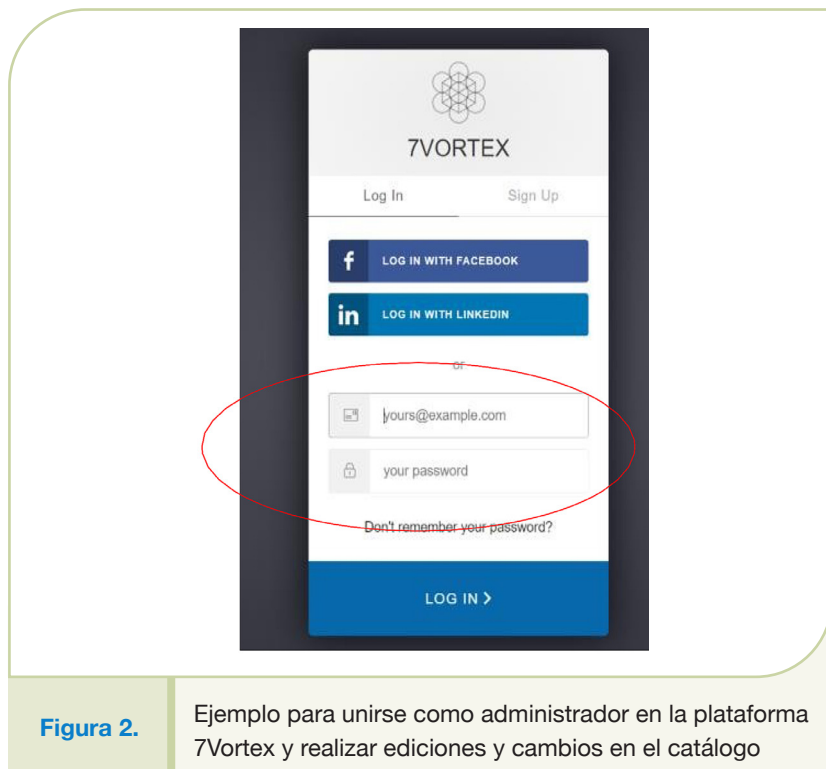 7VORTEX
Log In Sign Up
f LOG IN WITH FACEBOOK
in LOG IN WITH LINKEDIN
or
yours@example.com
your password
Don't remember your password?
LOG IN >
Figura 2.
Ejemplo para unirse como administrador en la plataforma
7Vortex y realizar ediciones y cambios en el catálogo